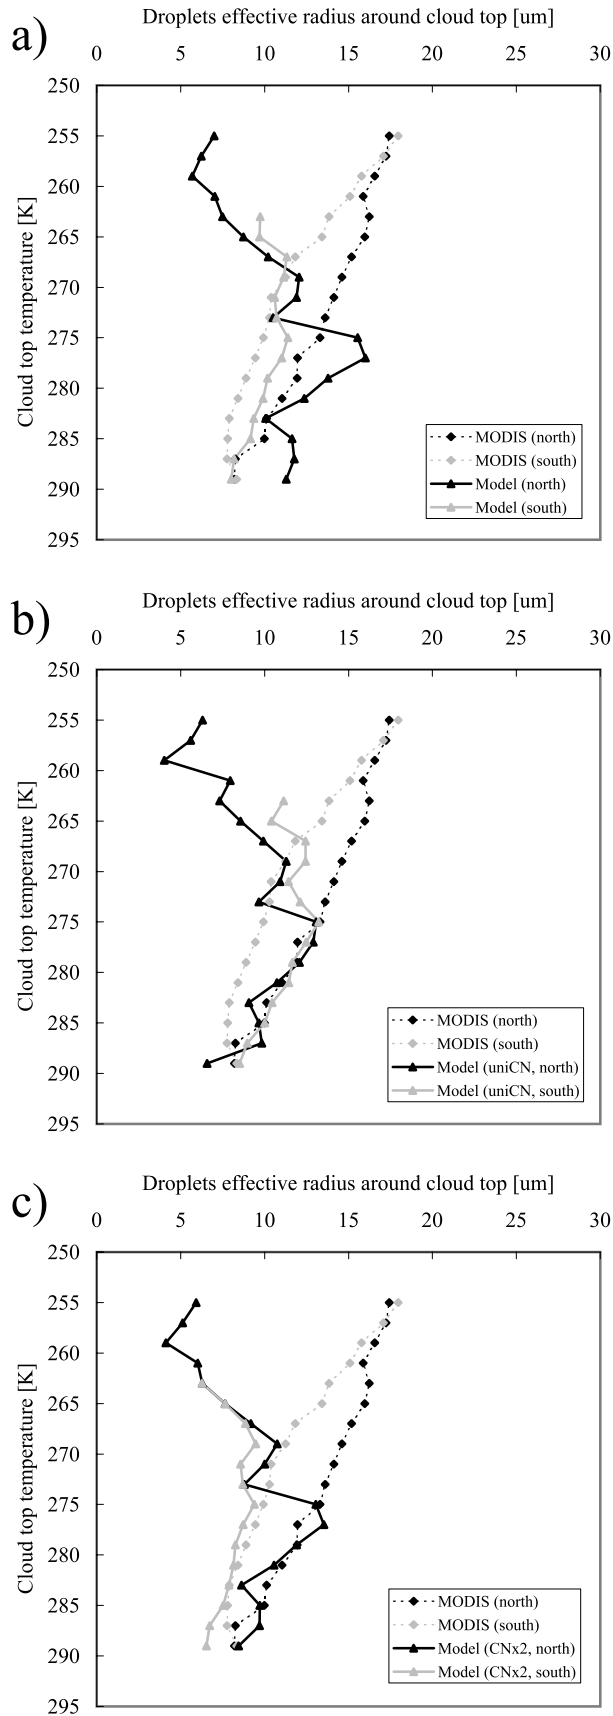 a)
Droplets effective radius around cloud top [um]
0 5 10 15 20 25 30
Cloud top temperature [K]
250
255
260
265
270
275
280
285
290
295
MODIS (north)
MODIS (south)
Model (north)
Model (south)
b)
Droplets effective radius around cloud top [um]
0 5 10 15 20 25 30
Cloud top temperature [K]
250
255
260
265
270
275
280
285
290
295
MODIS (north)
MODIS (south)
Model (uniCN, north)
Model (uniCN, south)
c)
Droplets effective radius around cloud top [um]
0 5 10 15 20 25 30
Cloud top temperature [K]
250
255
260
265
270
275
280
285
290
295
MODIS (north)
MODIS (south)
Model (CNx2, north)
Model (CNx2, south)